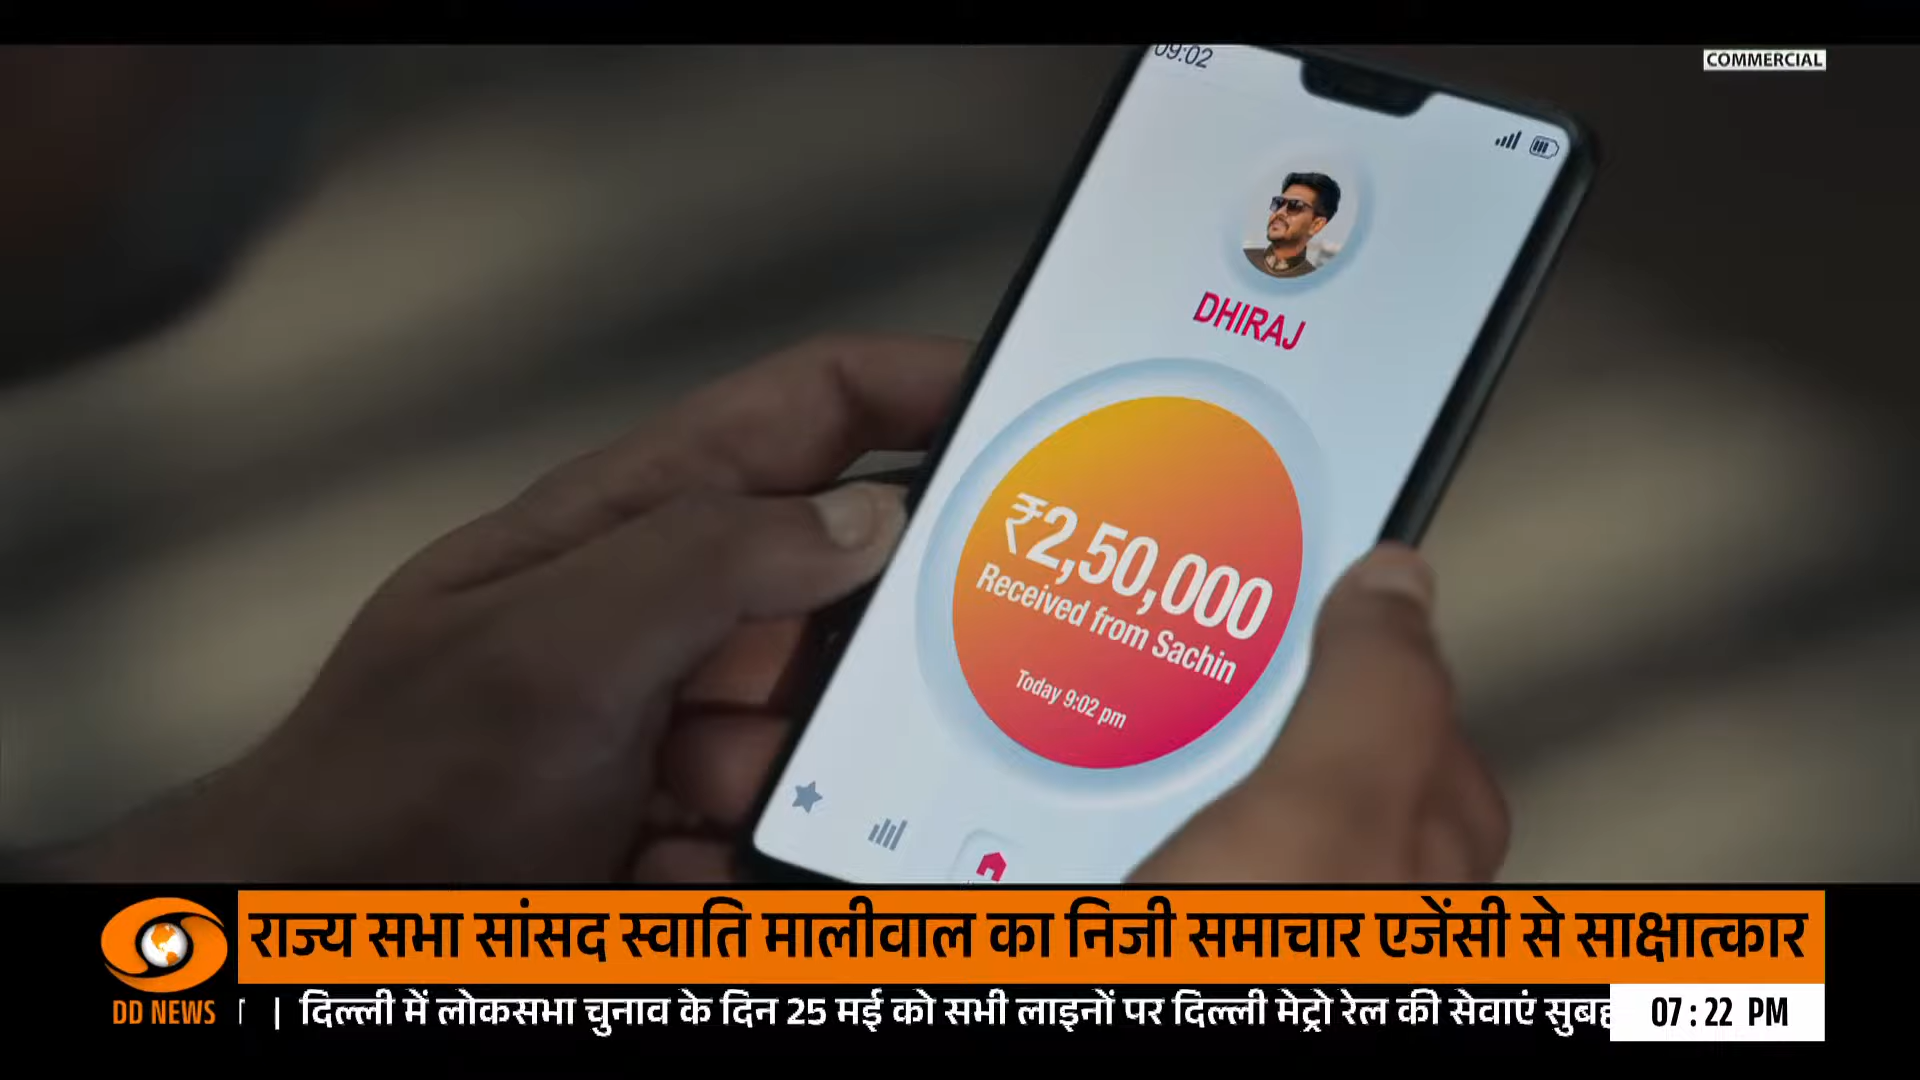 09:02
COMMERCIAL
DHIRAJ
₹2,50,000
Received from Sachin
Today 9:02 pm
राज्य सभा सांसद स्वाति मालीवाल का निजी समाचार एजेंसी से साक्षात्कार
DD NEWS
| दिल्ली में लोकसभा चुनाव के दिन 25 मई को सभी लाइनों पर दिल्ली मेट्रो रेल की सेवाएं सुबह
07:22 PM